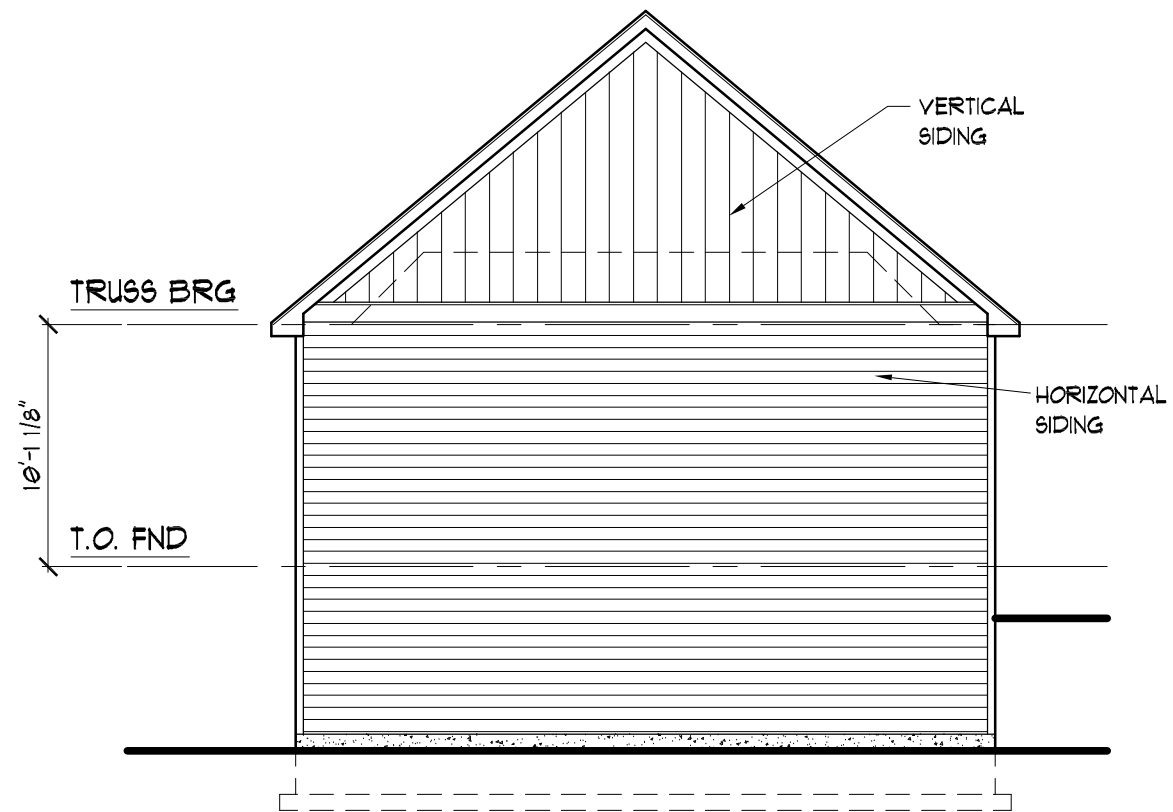 VERTICAL
SIDING
TRUSS BRG
HORIZONTAL
SIDING
10'-1 1/8"
T.O. FND